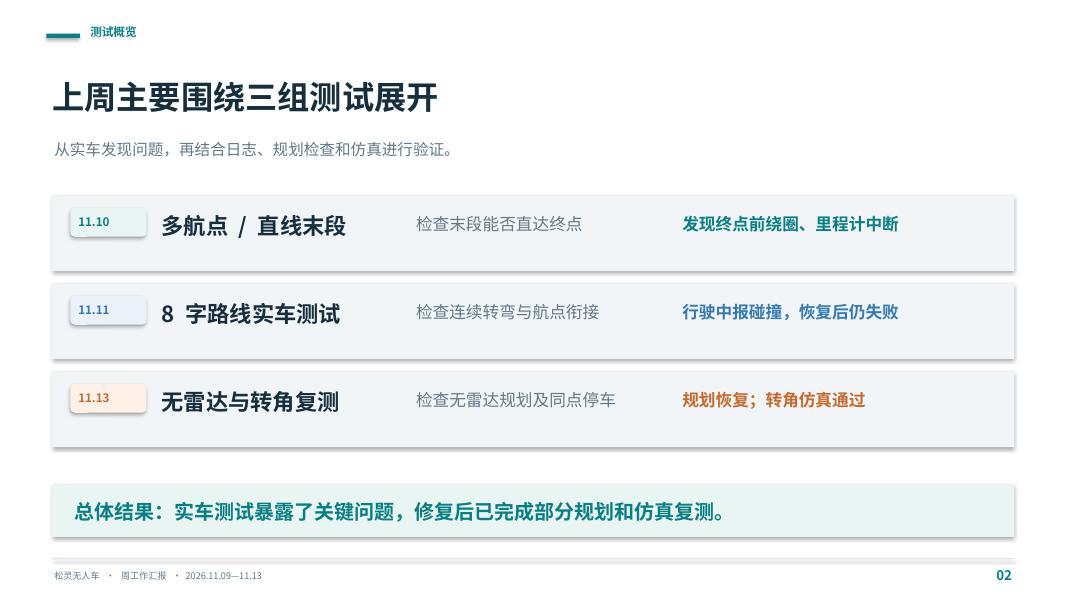 测试概览
上周主要围绕三组测试展开
从实车发现问题，再结合日志、规划检查和仿真进行验证。
11.10 多航点 / 直线末段 检查末段能否直达终点 发现终点前绕圈、里程计中断
11.11 8 字路线实车测试 检查连续转弯与航点衔接 行驶中报碰撞，恢复后仍失败
11.13 无雷达与转角复测 检查无雷达规划及同点停车 规划恢复；转角仿真通过
总体结果：实车测试暴露了关键问题，修复后已完成部分规划和仿真复测。
松灵无人车 · 周工作汇报 · 2026.11.09—11.13 02